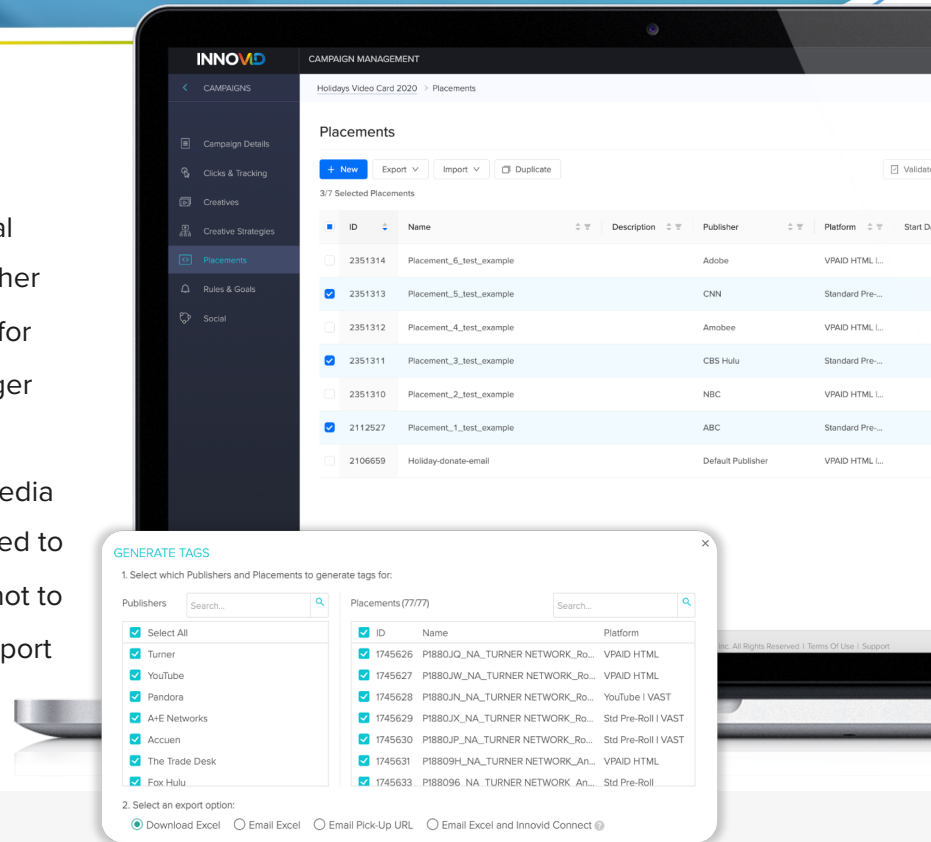 INNOVID
CAMPAIGN MANAGEMENT
CAMPAIGNS
Holidays Video Card 2020 > Placements
Campaign Details
Clicks & Tracking
Creatives
Creative Strategies
Placements
Rules & Goals
Social
Placements
+ New Export Import Duplicate Validate
3/7 Selected Placements
ID Name Description Publisher Platform Start Da
2351314 Placement_6_test_example Adobe VPAID HTML |...
2351313 Placement_5_test_example CNN Standard Pre-...
2351312 Placement_4_test_example Amobee VPAID HTML |...
2351311 Placement_3_test_example CBS Hulu Standard Pre-...
2351310 Placement_2_test_example NBC VPAID HTML |...
2112527 Placement_1_test_example ABC Standard Pre-...
2106659 Holiday-donate-email Default Publisher VPAID HTML |...
al
her
for
ger
edia
ed to
not to
port
GENERATE TAGS
1. Select which Publishers and Placements to generate tags for:
Publishers Search... Placements (77/77) Search...
Select All ID Name Platform
Turner 1745626 P1880JQ_NA_TURNER NETWORK_Ro... VPAID HTML
YouTube 1745627 P1880JW_NA_TURNER NETWORK_Ro... VPAID HTML
Pandora 1745628 P1880JN_NA_TURNER NETWORK_Ro... YouTube | VAST
A+E Networks 1745629 P1880JX_NA_TURNER NETWORK_Ro... Std Pre-Roll | VAST
Accuen 1745630 P1880JP_NA_TURNER NETWORK_Ro... Std Pre-Roll | VAST
The Trade Desk 1745631 P18809H_NA_TURNER NETWORK_An... VPAID HTML
Fox Hulu 1745633 P188096_NA_TURNER NETWORK_An... Std Pre-Roll
2. Select an export option:
Download Excel Email Excel Email Pick-Up URL Email Excel and Innovid Connect
Inc. All Rights Reserved | Terms Of Use | Support